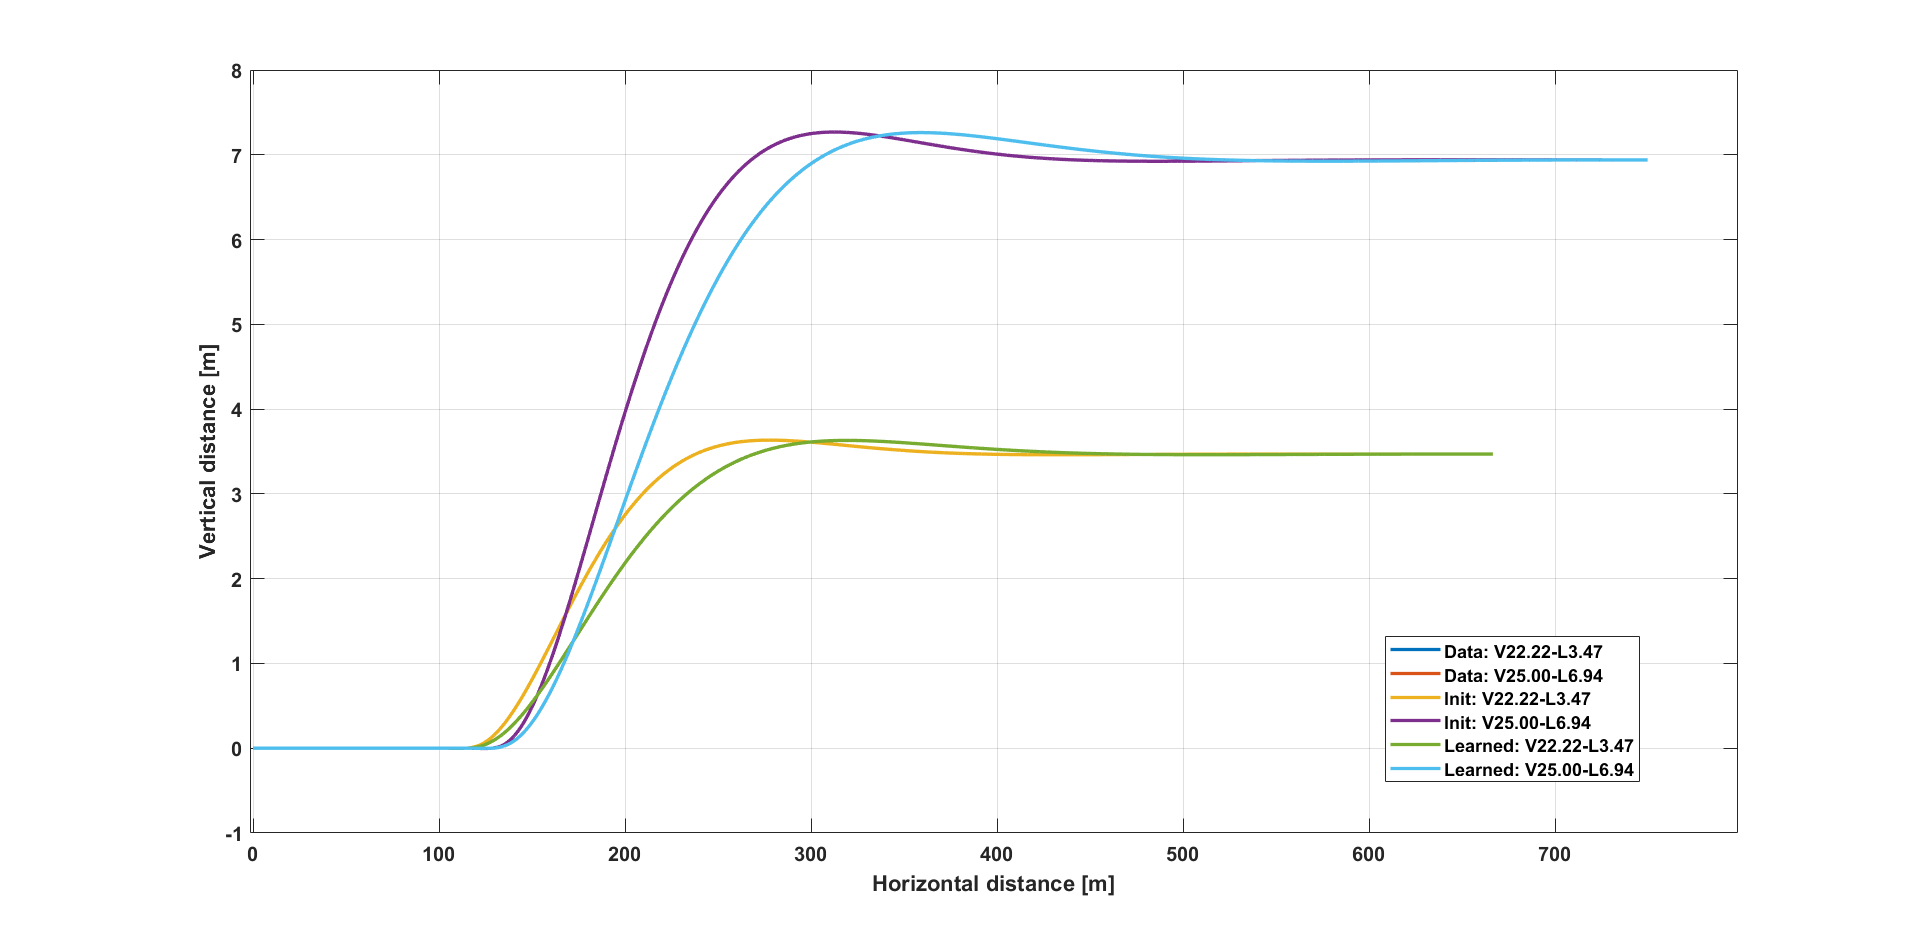 8
7
6
5
4
3
2
1
0
-1
Vertical distance [m]
0 100 200 300 400 500 600 700
Horizontal distance [m]
Data: V22.22-L3.47
Data: V25.00-L6.94
Init: V22.22-L3.47
Init: V25.00-L6.94
Learned: V22.22-L3.47
Learned: V25.00-L6.94